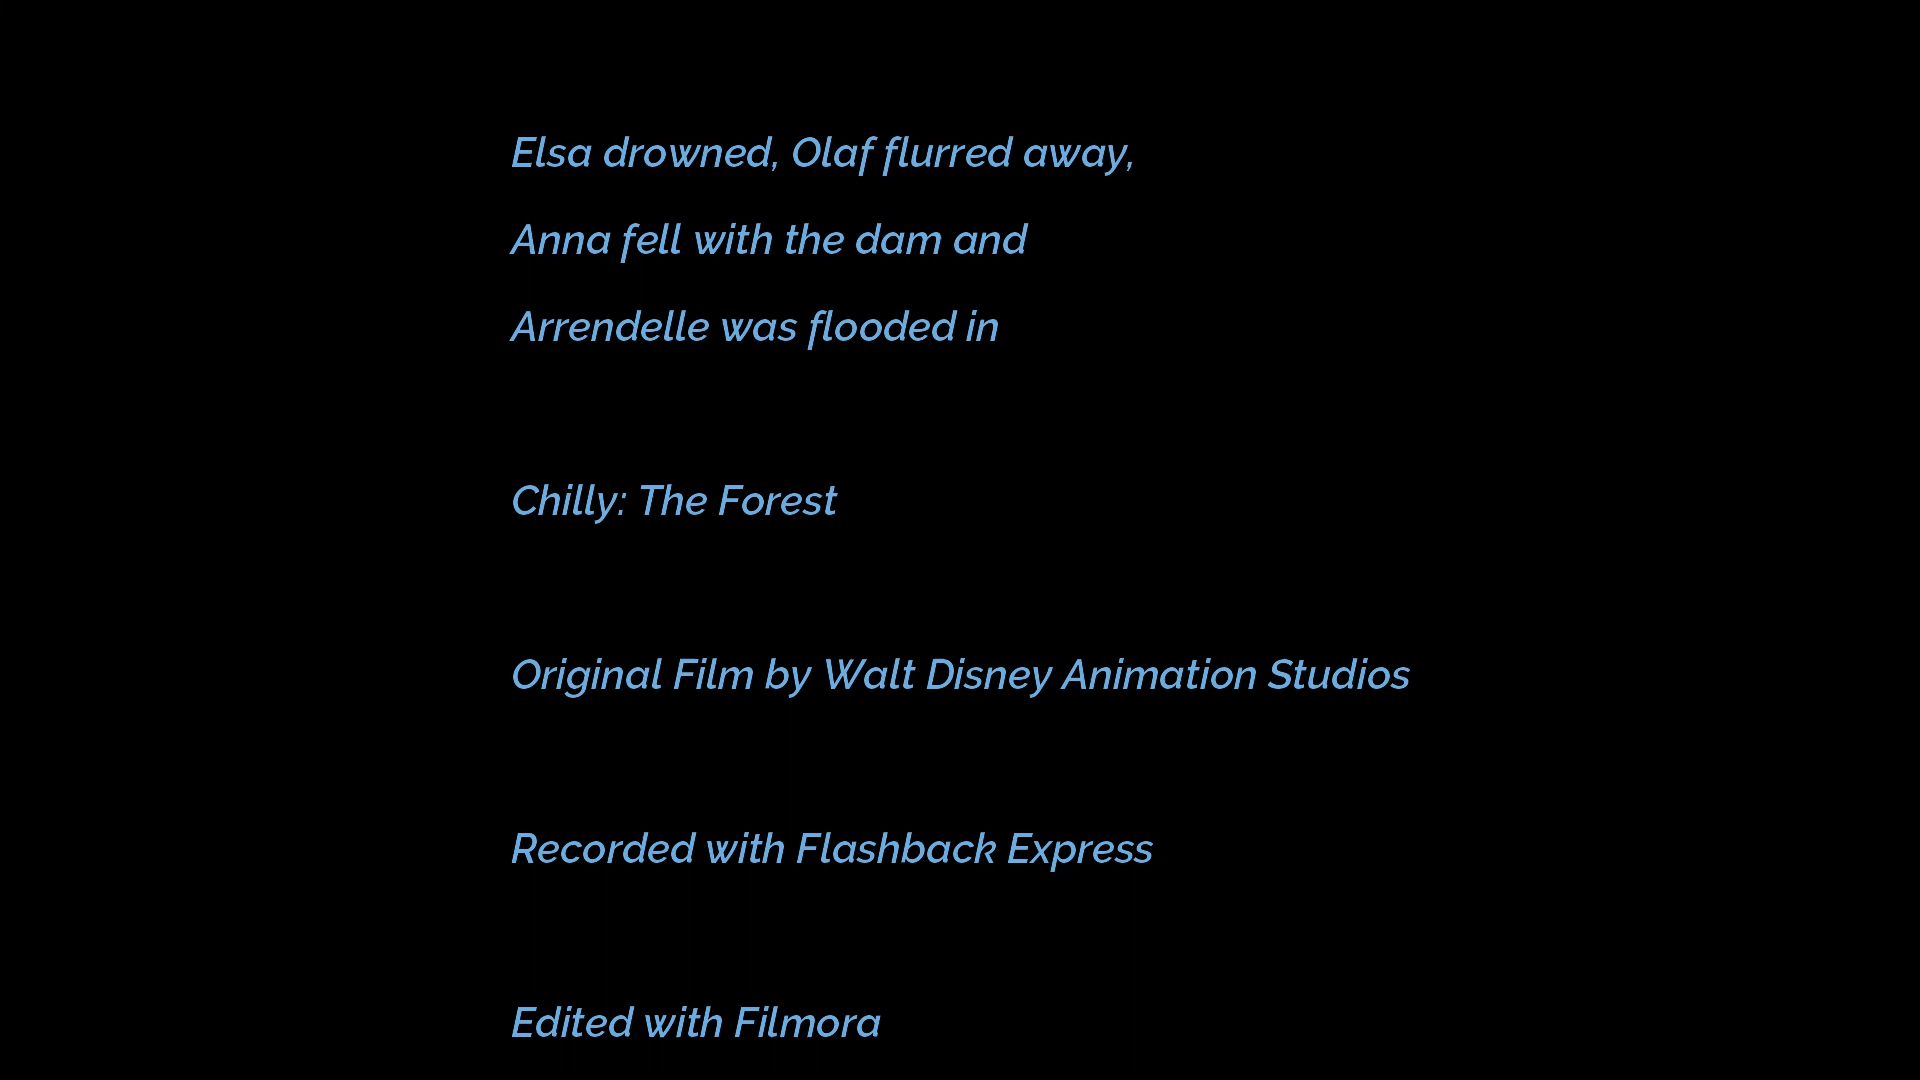 Elsa drowned, Olaf flurred away,
Anna fell with the dam and
Arrendelle was flooded in
Chilly: The Forest
Original Film by Walt Disney Animation Studios
Recorded with Flashback Express
Edited with Filmora